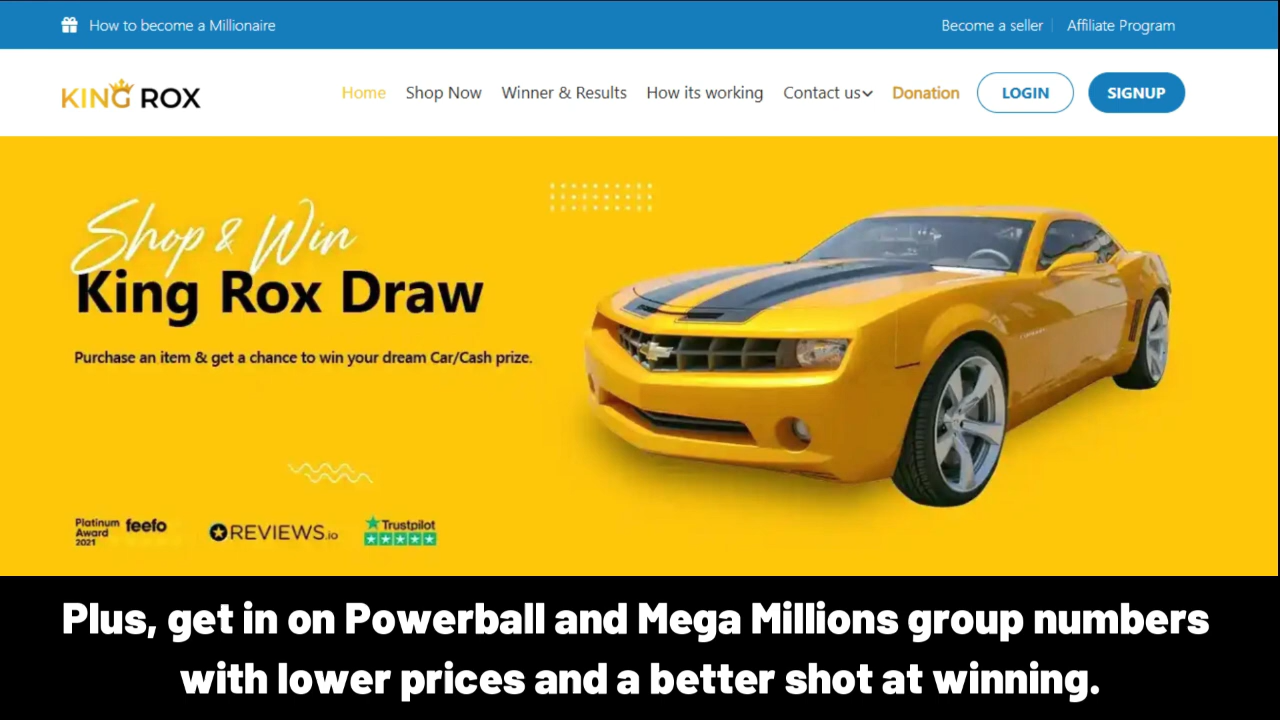 How to become a Millionaire
Become a seller
Affiliate Program
KING ROX
Home
Shop Now
Winner & Results
How its working
Contact us
Donation
LOGIN
SIGNUP
Shop & Win
King Rox Draw
Purchase an item & get a chance to win your dream Car/Cash prize.
Platinum
Award
2021
feefo
REVIEWS.io
Trustpilot
Plus, get in on Powerball and Mega Millions group numbers
with lower prices and a better shot at winning.